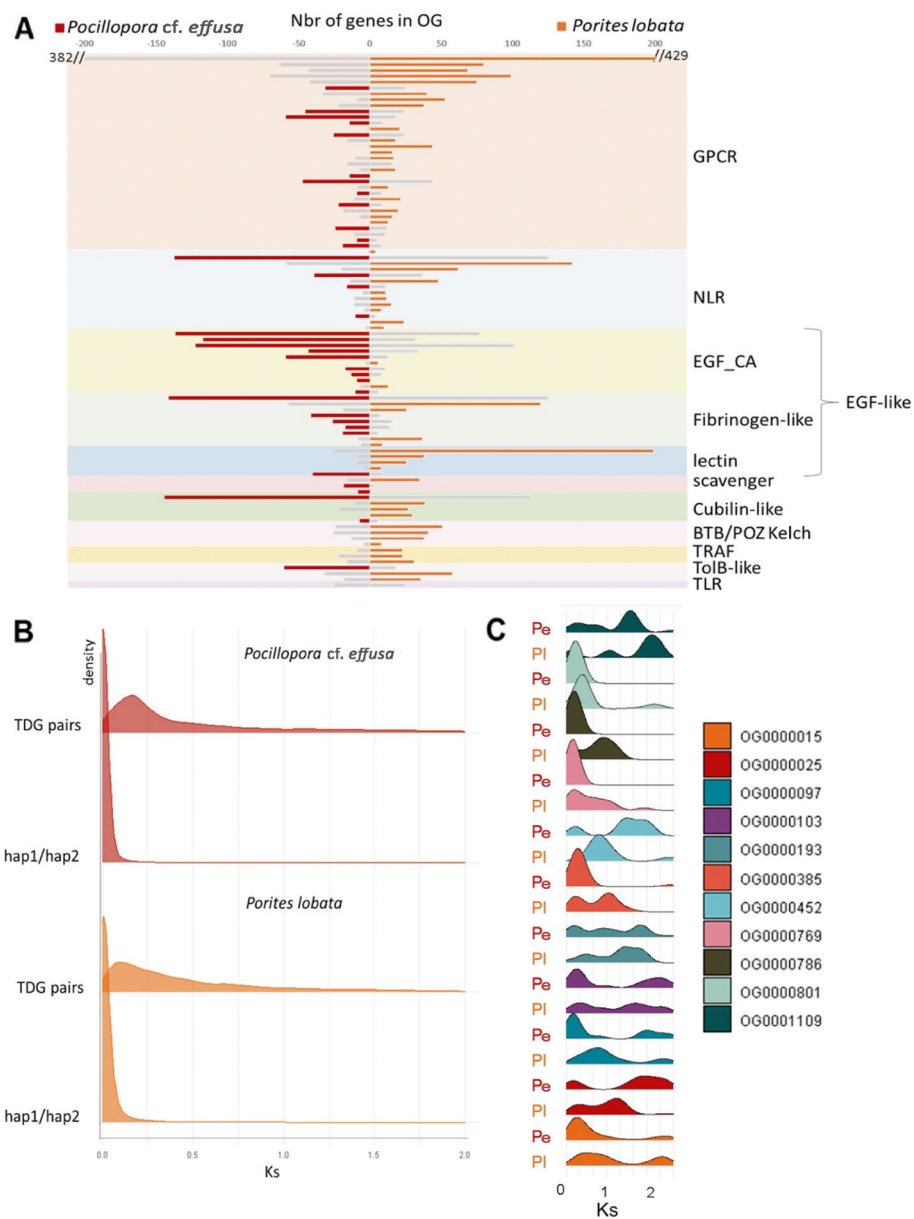 A
Pocillopora cf. effusa
Nbr of genes in OG
Porites lobata
-200 -150 -100 -50 0 50 100 150 200
382// //429
GPCR
NLR
EGF_CA
EGF-like
Fibrinogen-like
lectin
scavenger
Cubilin-like
BTB/POZ Kelch
TRAF
TolB-like
TLR
B
density
Pocillopora cf. effusa
TDG pairs
hap1/hap2
Porites lobata
TDG pairs
hap1/hap2
0.0 0.5 1.0 1.5 2.0
Ks
C
Pe
Pl
Pe
Pl
Pe
Pl
Pe
Pl
Pe
Pl
Pe
Pl
Pe
Pl
Pe
Pl
Pe
Pl
Pe
Pl
Pe
Pl
0 1 2
Ks
OG0000015
OG0000025
OG0000097
OG0000103
OG0000193
OG0000385
OG0000452
OG0000769
OG0000786
OG0000801
OG0001109